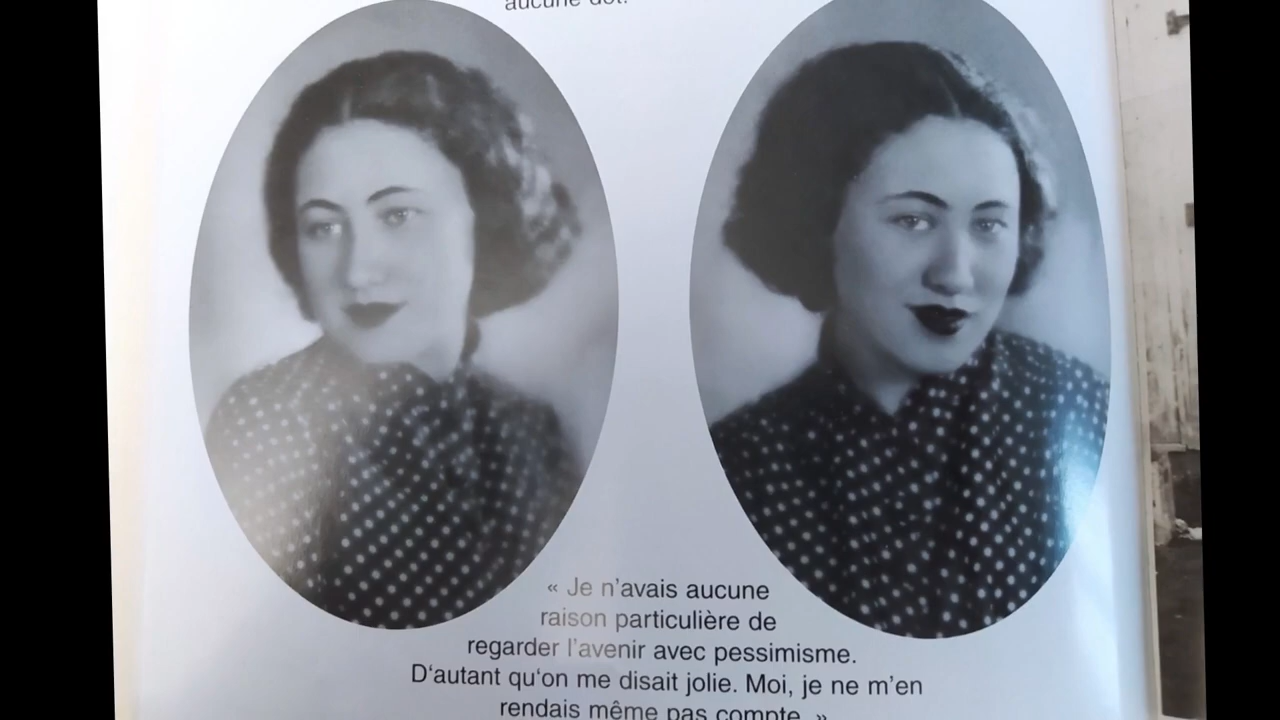 aucune dot.
« Je n’avais aucune
raison particulière de
regarder l’avenir avec pessimisme.
D‘autant qu‘on me disait jolie. Moi, je ne m’en
rendais même pas compte. »